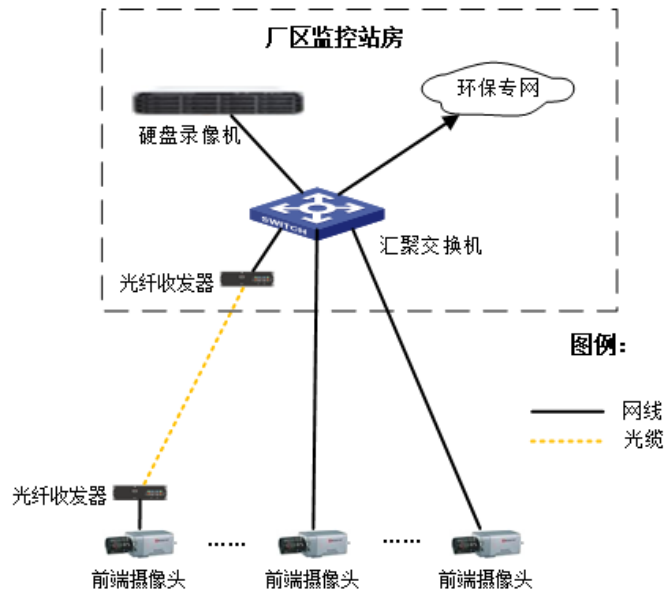 厂区监控站房
环保专网
硬盘录像机
SWITCH
汇聚交换机
光纤收发器
图例：
网线
光缆
光纤收发器
…… ……
前端摄像头 前端摄像头 前端摄像头